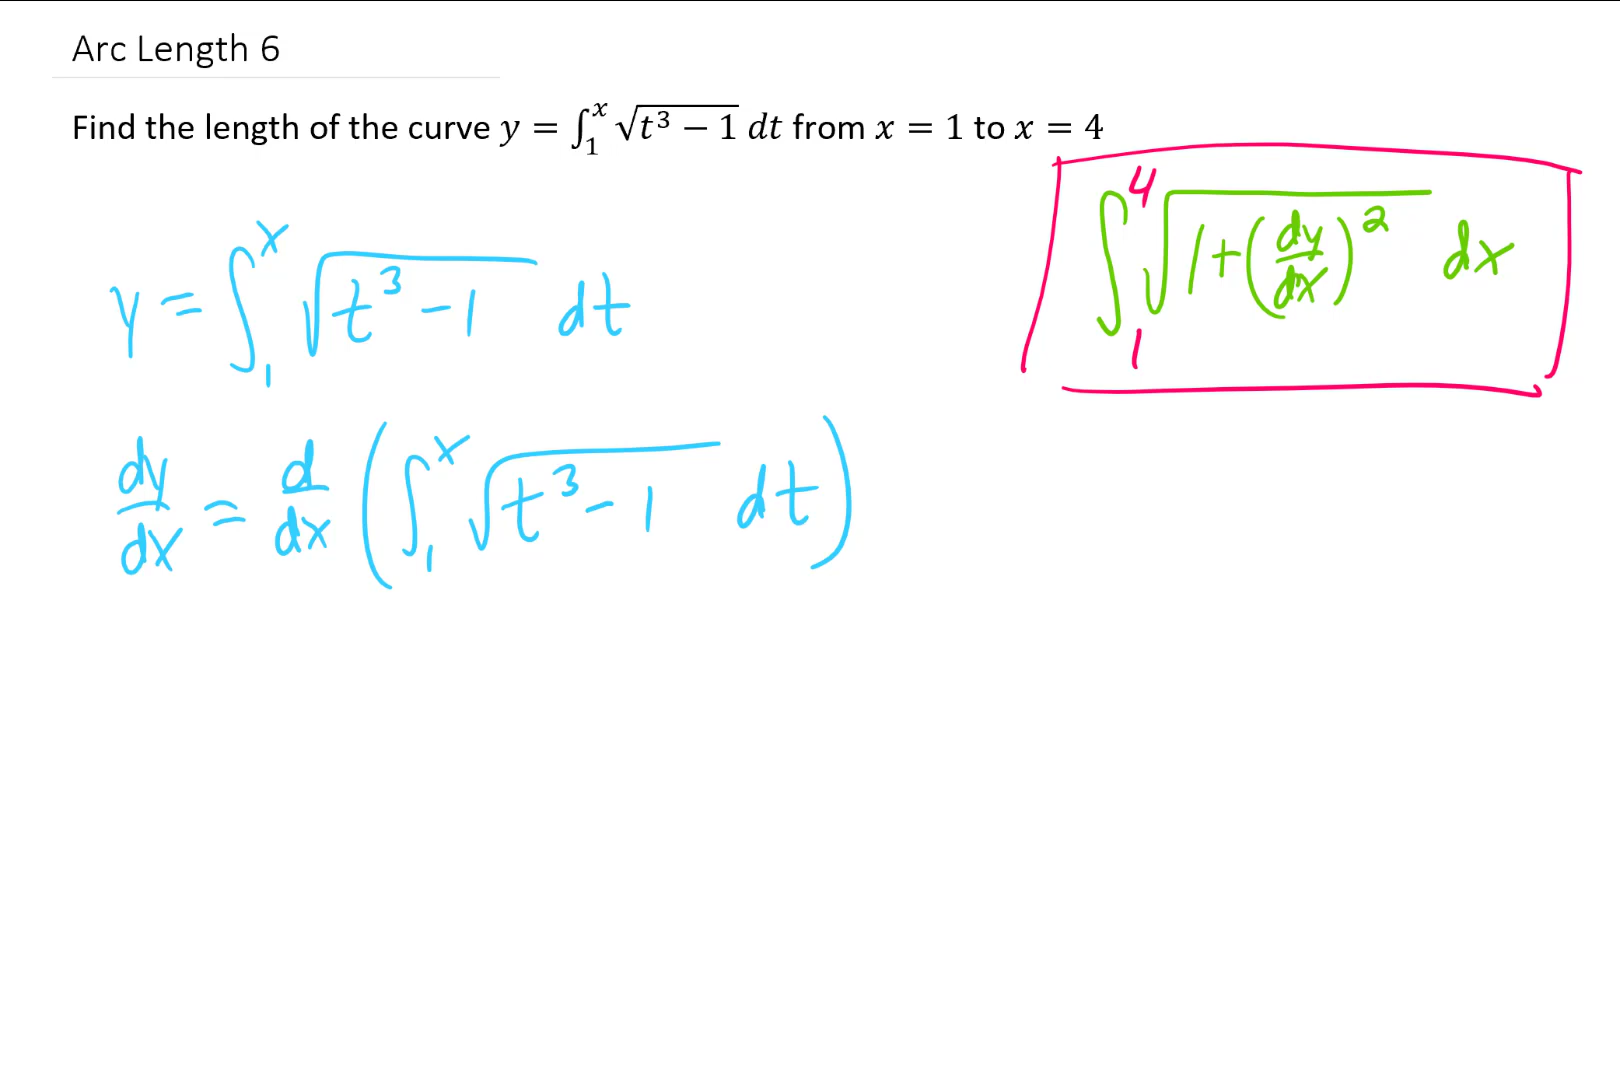 Arc Length 6
Find the length of the curve y = ∫₁ˣ √(t³ − 1) dt from x = 1 to x = 4
∫₁⁴ √(1+(dy/dx)²) dx
y = ∫₁ˣ √(t³ − 1) dt
dy/dx = d/dx (∫₁ˣ √(t³ − 1) dt)